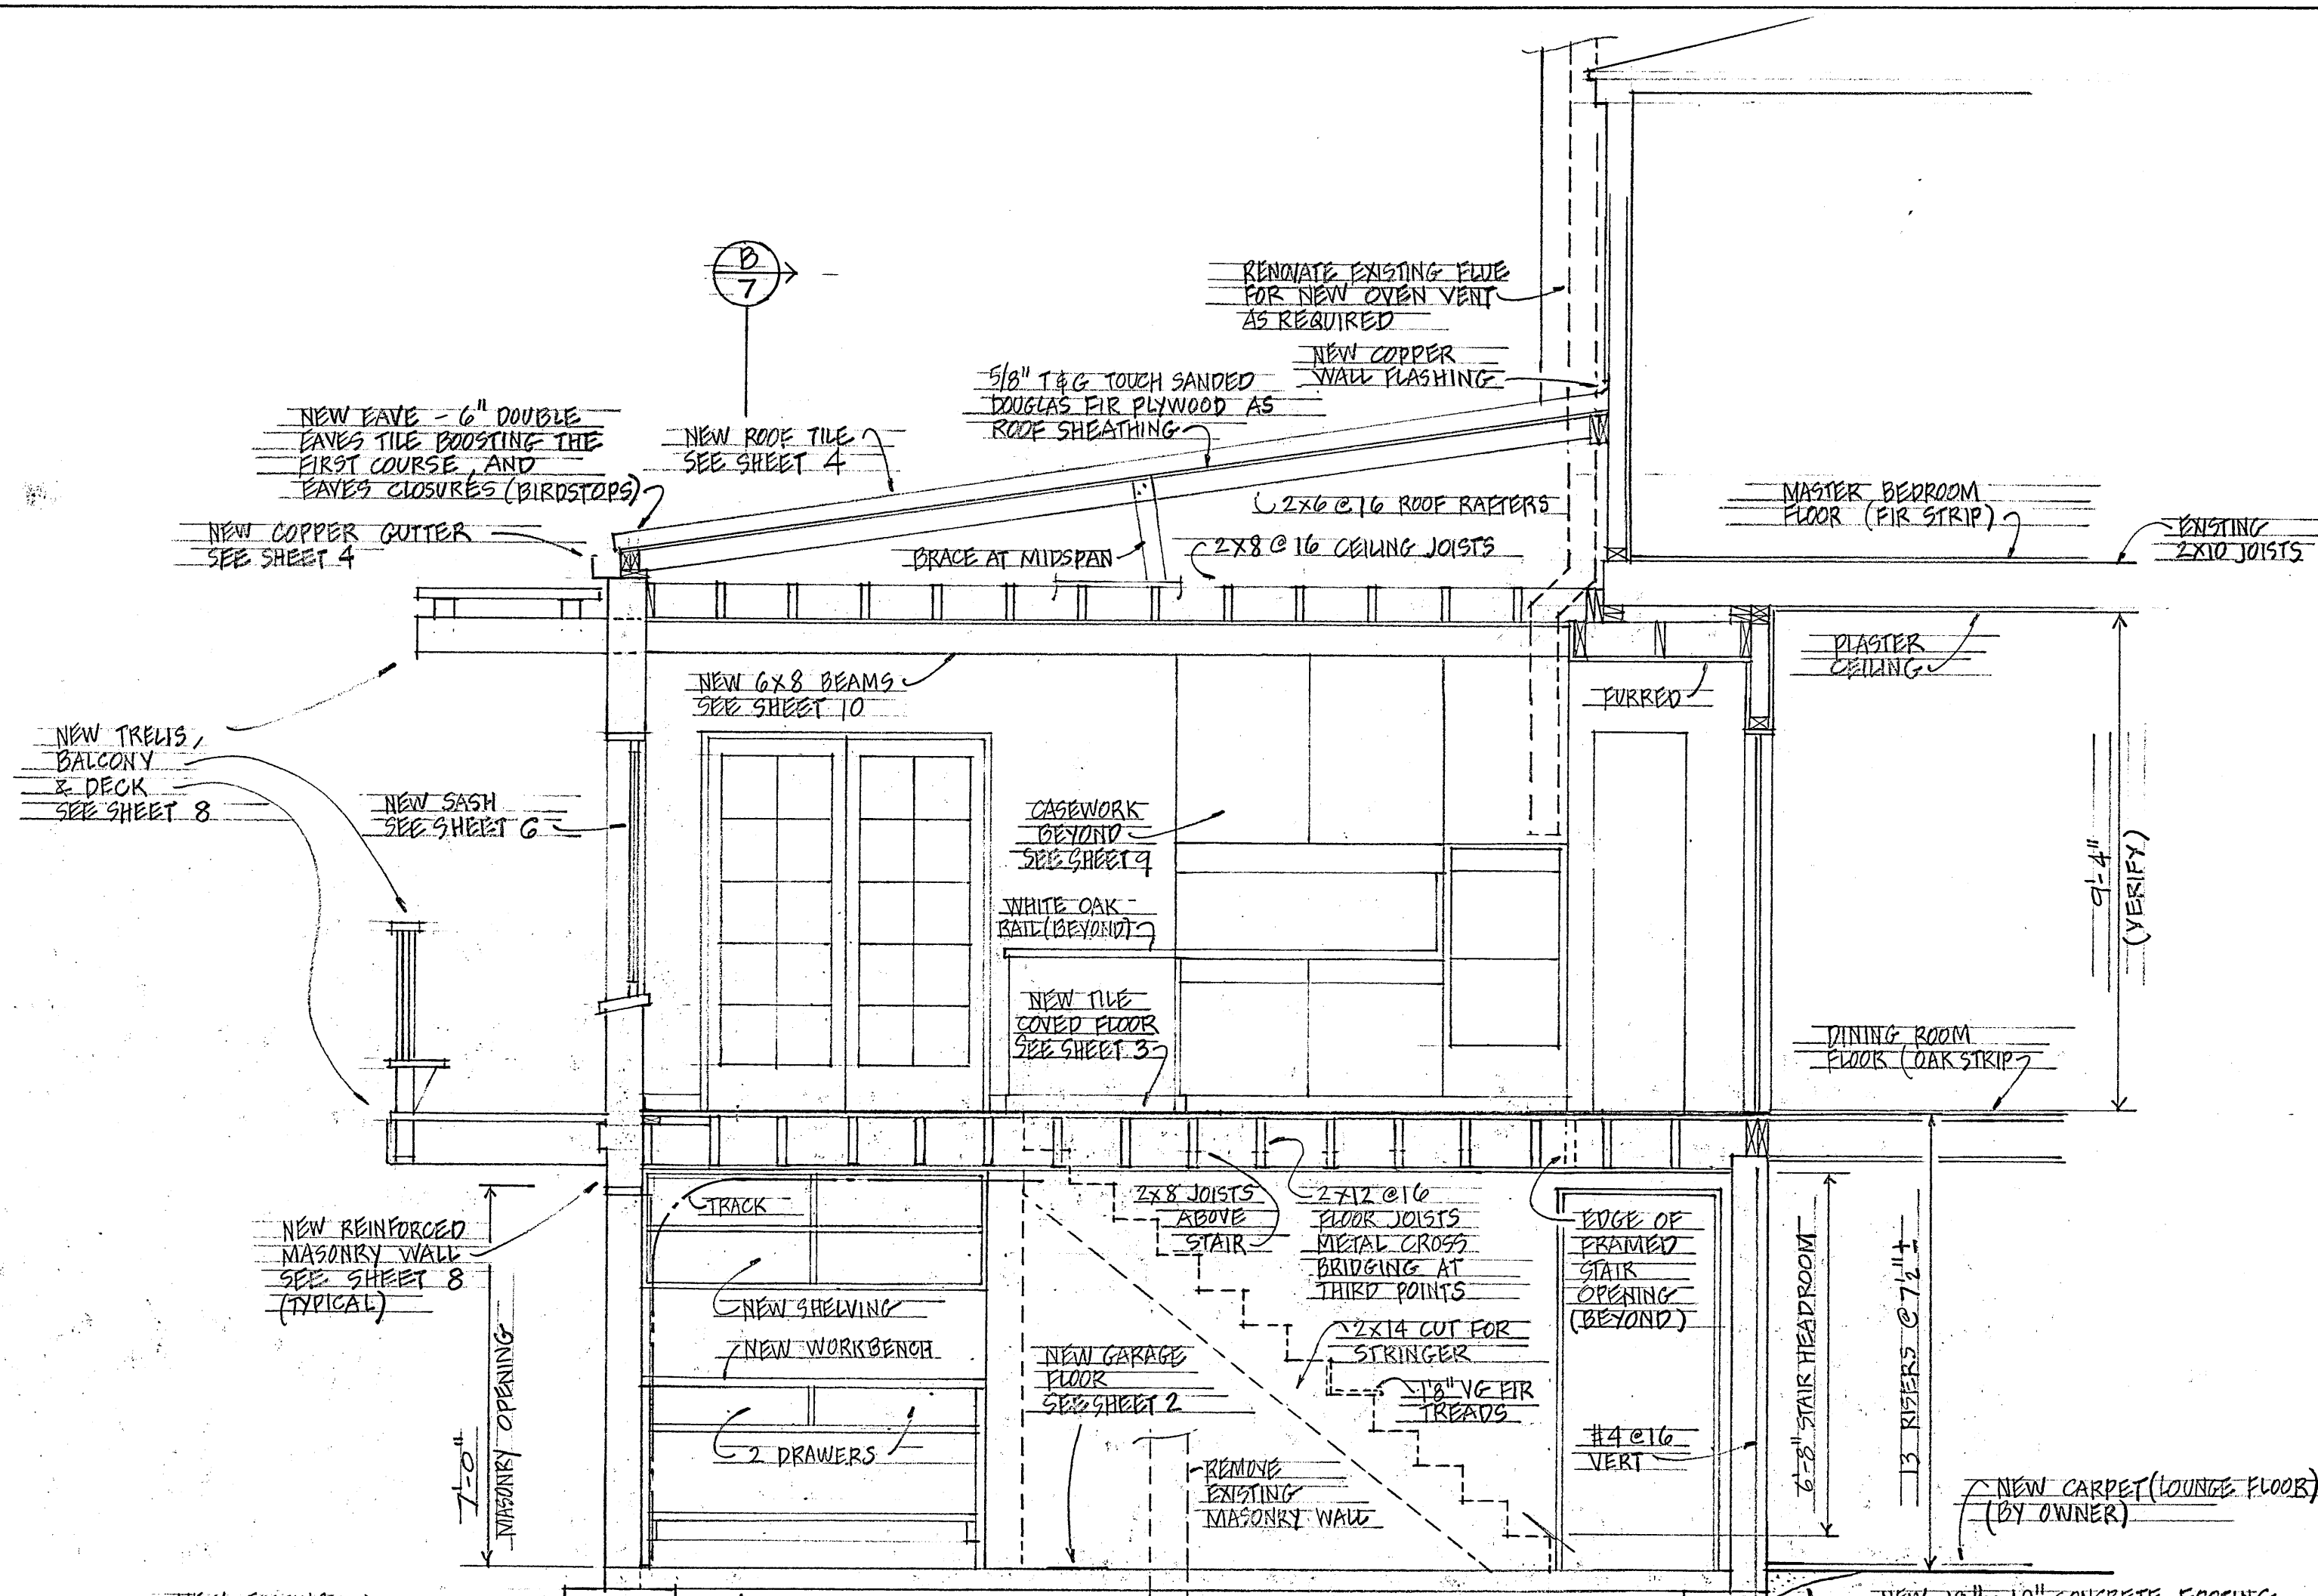 B
7
RENOVATE EXISTING FLUE
FOR NEW OVEN VENT
AS REQUIRED
NEW COPPER
WALL FLASHING
5/8" T&G TOUCH SANDED
DOUGLAS FIR PLYWOOD AS
ROOF SHEATHING
NEW EAVE - 6" DOUBLE
EAVES TILE BOOSTING THE
FIRST COURSE, AND
EAVES CLOSURES (BIRDSTOPS)
NEW ROOF TILE
SEE SHEET 4
NEW COPPER GUTTER
SEE SHEET 4
2X6 @ 16 ROOF RAFTERS
BRACE AT MIDSPAN
2X8 @ 16 CEILING JOISTS
MASTER BEDROOM
FLOOR (FIR STRIP)
EXISTING
2X10 JOISTS
PLASTER
CEILING
NEW 6X8 BEAMS
SEE SHEET 10
FURRED
NEW TRELIS,
BALCONY
& DECK
SEE SHEET 8
NEW SASH
SEE SHEET 6
CASEWORK
BEYOND
SEE SHEET 9
9'-4"
(VERIFY)
WHITE OAK
RAIL (BEYOND)
NEW TILE
COVED FLOOR
SEE SHEET 3
DINING ROOM
FLOOR (OAK STRIP
TRACK
2X8 JOISTS
ABOVE
STAIR
2X12 @ 16
FLOOR JOISTS
METAL CROSS
BRIDGING AT
THIRD POINTS
EDGE OF
FRAMED
STAIR
OPENING
(BEYOND)
NEW REINFORCED
MASONRY WALL
SEE SHEET 8
(TYPICAL)
NEW SHELVING
NEW WORKBENCH
2X14 CUT FOR
STRINGER
NEW GARAGE
FLOOR
SEE SHEET 2
1'8" VG FIR
TREADS
7'-0"
MASONRY OPENING
2 DRAWERS
REMOVE
EXISTING
MASONRY WALL
#4 @ 16
VERT
6'-8" STAIR HEADROOM
13 RISERS @ 7 1/2" ±
NEW CARPET (LOUNGE FLOOR)
(BY OWNER)
CONCRETE FOOTING